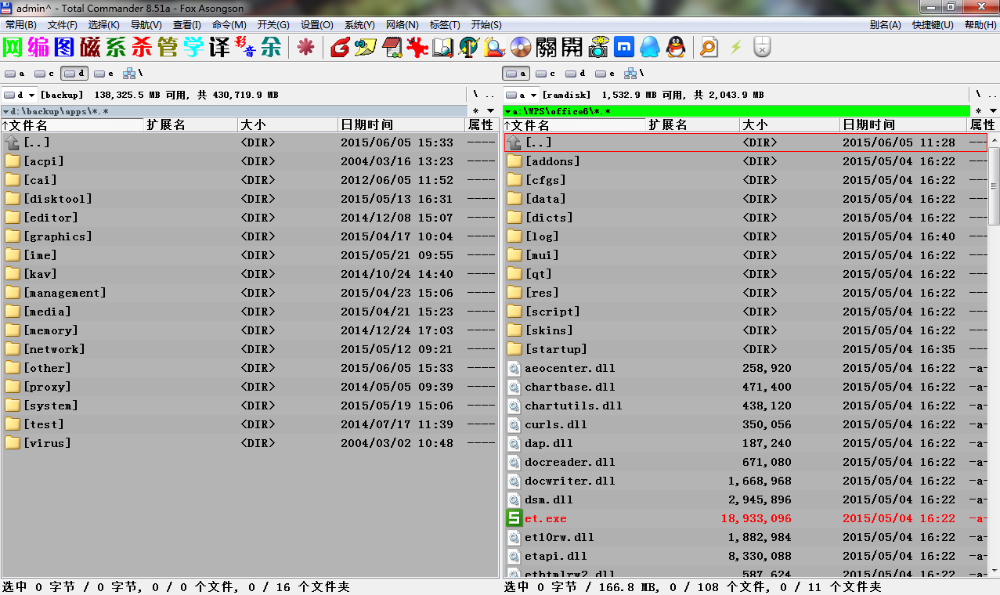 admin^ - Total Commander 8.51a - Fox Asongson
常用(B) 文件(F) 选择(K) 导航(V) 查看(I) 命令(M) 开关(G) 设置(O) 系统(Y) 网络(N) 标签(T) 开始(S) 别名(A) 快捷键(U) 帮助(H)
网 编 图 磁 系 杀 管 学 译 影音 余 關 開
a c d e \ a c d e \
d [backup] 138,325.5 MB 可用, 共 430,719.9 MB \ ..
a [ramdisk] 1,532.9 MB 可用, 共 2,043.9 MB \ ..
d:\backup\apps\*.* *
a:\WPS\office6\*.* *
↑文件名 扩展名 大小 日期时间 属性
[..] <DIR> 2015/06/05 15:33 ----
[acpi] <DIR> 2004/03/16 13:23 ----
[cai] <DIR> 2012/06/05 11:52 ----
[disktool] <DIR> 2015/05/13 16:31 ----
[editor] <DIR> 2014/12/08 15:07 ----
[graphics] <DIR> 2015/04/17 10:04 ----
[ime] <DIR> 2015/05/21 09:55 ----
[kav] <DIR> 2014/10/24 14:40 ----
[management] <DIR> 2015/04/23 15:06 ----
[media] <DIR> 2015/04/21 15:23 ----
[memory] <DIR> 2014/12/24 17:03 ----
[network] <DIR> 2015/05/12 09:21 ----
[other] <DIR> 2015/06/05 15:33 ----
[proxy] <DIR> 2014/05/05 09:39 ----
[system] <DIR> 2015/05/19 15:06 ----
[test] <DIR> 2014/07/17 11:39 ----
[virus] <DIR> 2004/03/02 10:48 ----
选中 0 字节 / 0 字节, 0 / 0 个文件, 0 / 16 个文件夹
↑文件名 扩展名 大小 日期时间 属性
[..] <DIR> 2015/06/05 11:28 ---
[addons] <DIR> 2015/05/04 16:22 ---
[cfgs] <DIR> 2015/05/04 16:22 ---
[data] <DIR> 2015/05/04 16:22 ---
[dicts] <DIR> 2015/05/04 16:22 ---
[log] <DIR> 2015/05/04 16:40 ---
[mui] <DIR> 2015/05/04 16:22 ---
[qt] <DIR> 2015/05/04 16:22 ---
[res] <DIR> 2015/05/04 16:22 ---
[script] <DIR> 2015/05/04 16:22 ---
[skins] <DIR> 2015/05/04 16:22 ---
[startup] <DIR> 2015/05/04 16:35 ---
aeocenter.dll 258,920 2015/05/04 16:22 -a-
chartbase.dll 471,400 2015/05/04 16:22 -a-
chartutils.dll 438,120 2015/05/04 16:22 -a-
curls.dll 350,056 2015/05/04 16:22 -a-
dap.dll 187,240 2015/05/04 16:22 -a-
docreader.dll 671,080 2015/05/04 16:22 -a-
docwriter.dll 1,668,968 2015/05/04 16:22 -a-
dsm.dll 2,945,896 2015/05/04 16:22 -a-
et.exe 18,933,096 2015/05/04 16:22 -a-
et10rw.dll 1,882,984 2015/05/04 16:22 -a-
etapi.dll 8,330,088 2015/05/04 16:22 -a-
ethtmlrw2.dll 587,624 2015/05/04 16:22 -a-
选中 0 字节 / 166.8 MB, 0 / 108 个文件, 0 / 11 个文件夹